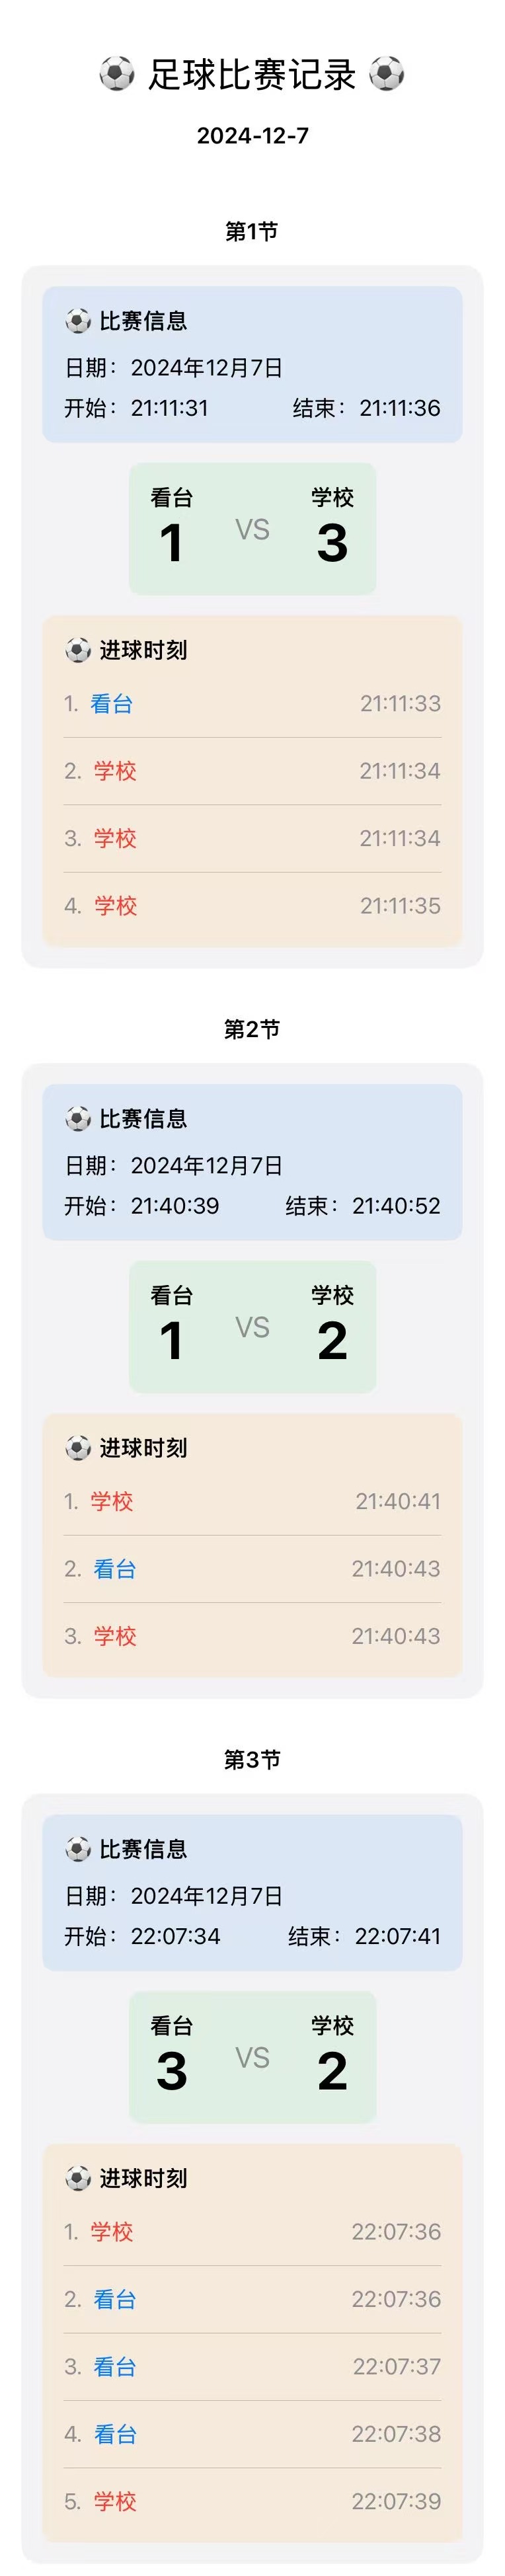 ⚽ 足球比赛记录 ⚽
2024-12-7
第1节
⚽ 比赛信息
日期：2024年12月7日
开始：21:11:31 结束：21:11:36
看台 学校
1 VS 3
⚽ 进球时刻
1. 看台 21:11:33
2. 学校 21:11:34
3. 学校 21:11:34
4. 学校 21:11:35
第2节
⚽ 比赛信息
日期：2024年12月7日
开始：21:40:39 结束：21:40:52
看台 学校
1 VS 2
⚽ 进球时刻
1. 学校 21:40:41
2. 看台 21:40:43
3. 学校 21:40:43
第3节
⚽ 比赛信息
日期：2024年12月7日
开始：22:07:34 结束：22:07:41
看台 学校
3 VS 2
⚽ 进球时刻
1. 学校 22:07:36
2. 看台 22:07:36
3. 看台 22:07:37
4. 看台 22:07:38
5. 学校 22:07:39